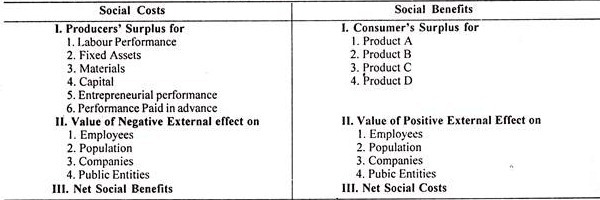 Social Costs
I. Producers' Surplus for
1. Labour Performance
2. Fixed Assets
3. Materials
4. Capital
5. Entrepreneurial performance
6. Performance Paid in advance
II. Value of Negative External effect on
1. Employees
2. Population
3. Companies
4. Public Entities
III. Net Social Benefits
Social Benefits
I. Consumer's Surplus for
1. Product A
2. Product B
3. Product C
4. Product D
II. Value of Positive External Effect on
1. Employees
2. Population
3. Companies
4. Pubic Entities
III. Net Social Costs